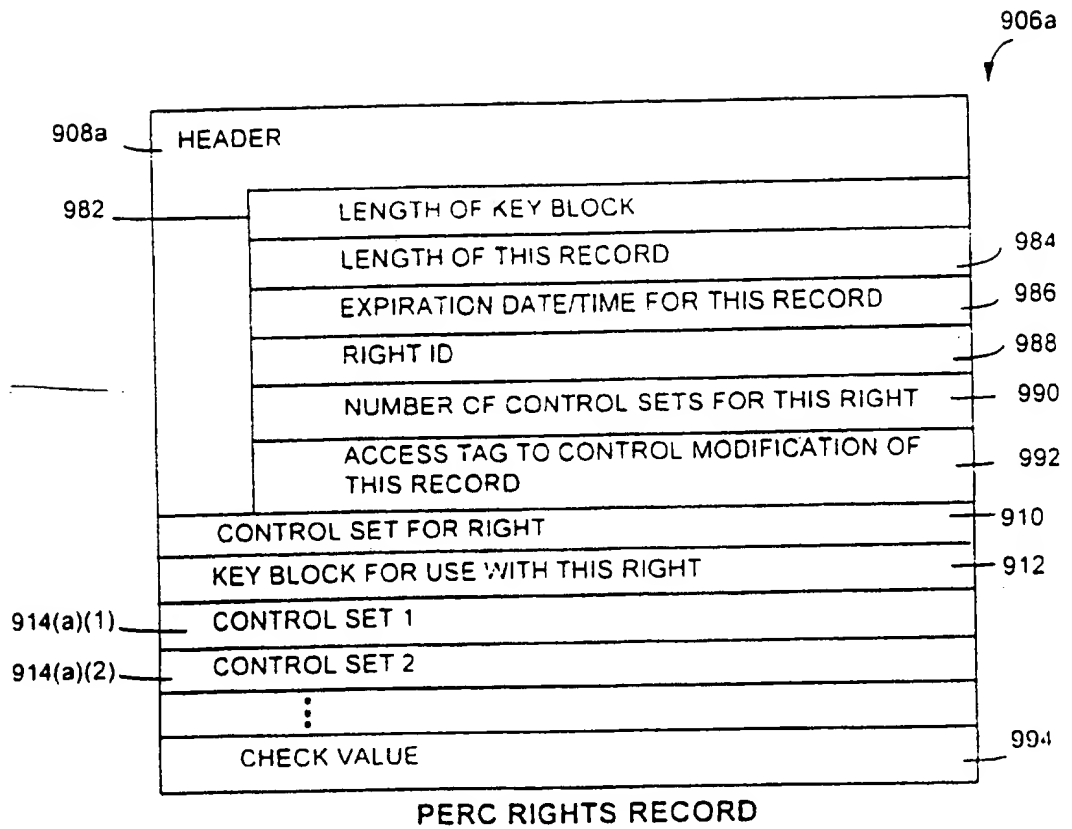 906a
908a HEADER
982 LENGTH OF KEY BLOCK
LENGTH OF THIS RECORD 984
EXPIRATION DATE/TIME FOR THIS RECORD 986
RIGHT ID 988
NUMBER OF CONTROL SETS FOR THIS RIGHT 990
ACCESS TAG TO CONTROL MODIFICATION OF
THIS RECORD 992
CONTROL SET FOR RIGHT 910
KEY BLOCK FOR USE WITH THIS RIGHT 912
914(a)(1) CONTROL SET 1
914(a)(2) CONTROL SET 2
CHECK VALUE 994
PERC RIGHTS RECORD